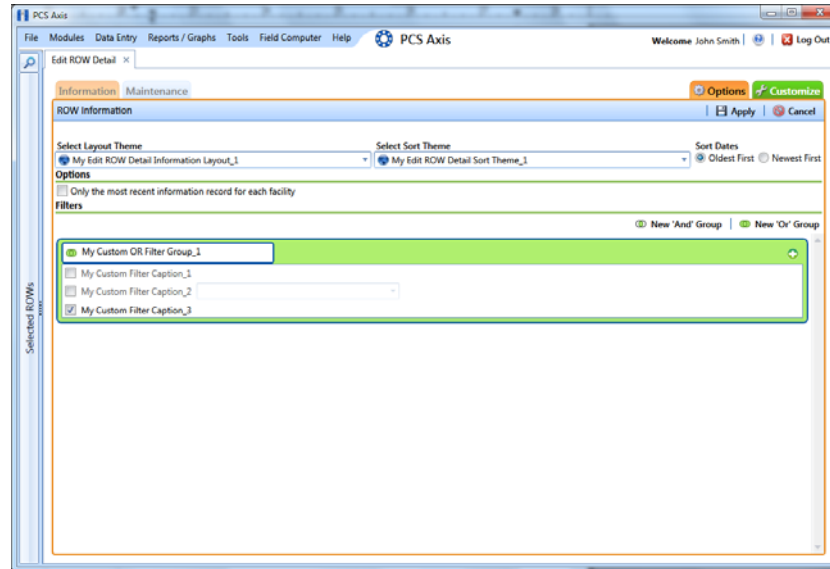 PCS Axis
File Modules Data Entry Reports / Graphs Tools Field Computer Help PCS Axis Welcome John Smith | | Log Out
Edit ROW Detail ×
Information Maintenance Options Customize
ROW Information | Apply | Cancel
Select Layout Theme Select Sort Theme Sort Dates
My Edit ROW Detail Information Layout_1 My Edit ROW Detail Sort Theme_1 Oldest First Newest First
Options
Only the most recent information record for each facility
Filters
New 'And' Group | New 'Or' Group
My Custom OR Filter Group_1
My Custom Filter Caption_1
My Custom Filter Caption_2
My Custom Filter Caption_3
Selected ROWs